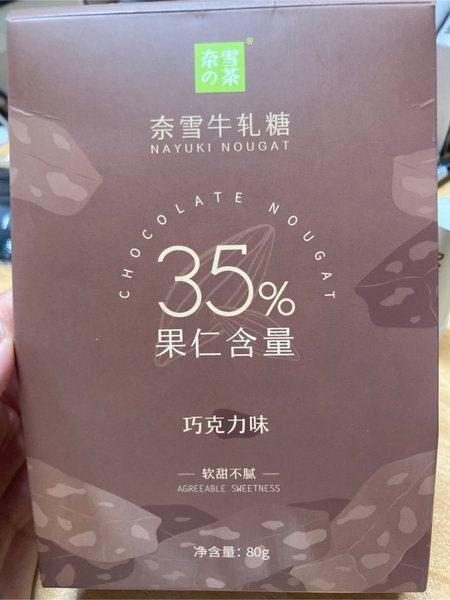 奈雪
の茶
®
奈雪牛轧糖
NAYUKI NOUGAT
CHOCOLATE NOUGAT
35%
果仁含量
巧克力味
软甜不腻
AGREEABLE SWEETNESS
净含量：80g